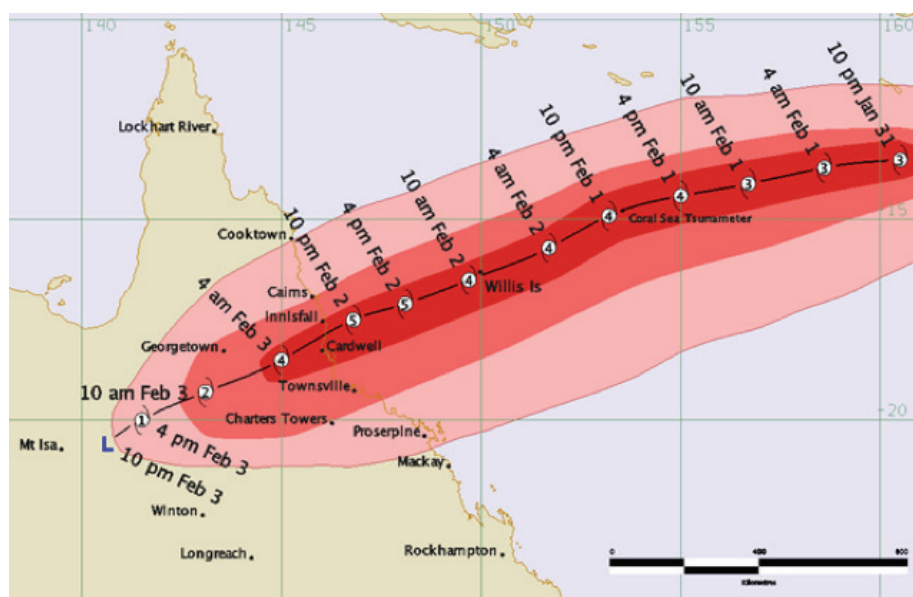 140
145
150
155
160
10 pm Jan 31
4 am Feb 1
10 am Feb 1
4 pm Feb 1
10 pm Feb 1
4 am Feb 2
10 am Feb 2
4 pm Feb 2
10 pm Feb 2
4 am Feb 3
10 am Feb 3
4 pm Feb 3
10 pm Feb 3
Lockhart River
3
3
3
4
4
4
4
5
5
4
2
1
L
15
Coral Sea Tsunameter
Cooktown
Willis Is
Cairns
Innisfail
Georgetown
Cardwell
Townsville
Charters Towers
20
Proserpine
Mt Isa
Mackay
Winton
Longreach
Rockhampton
0
400
800
Kilometres